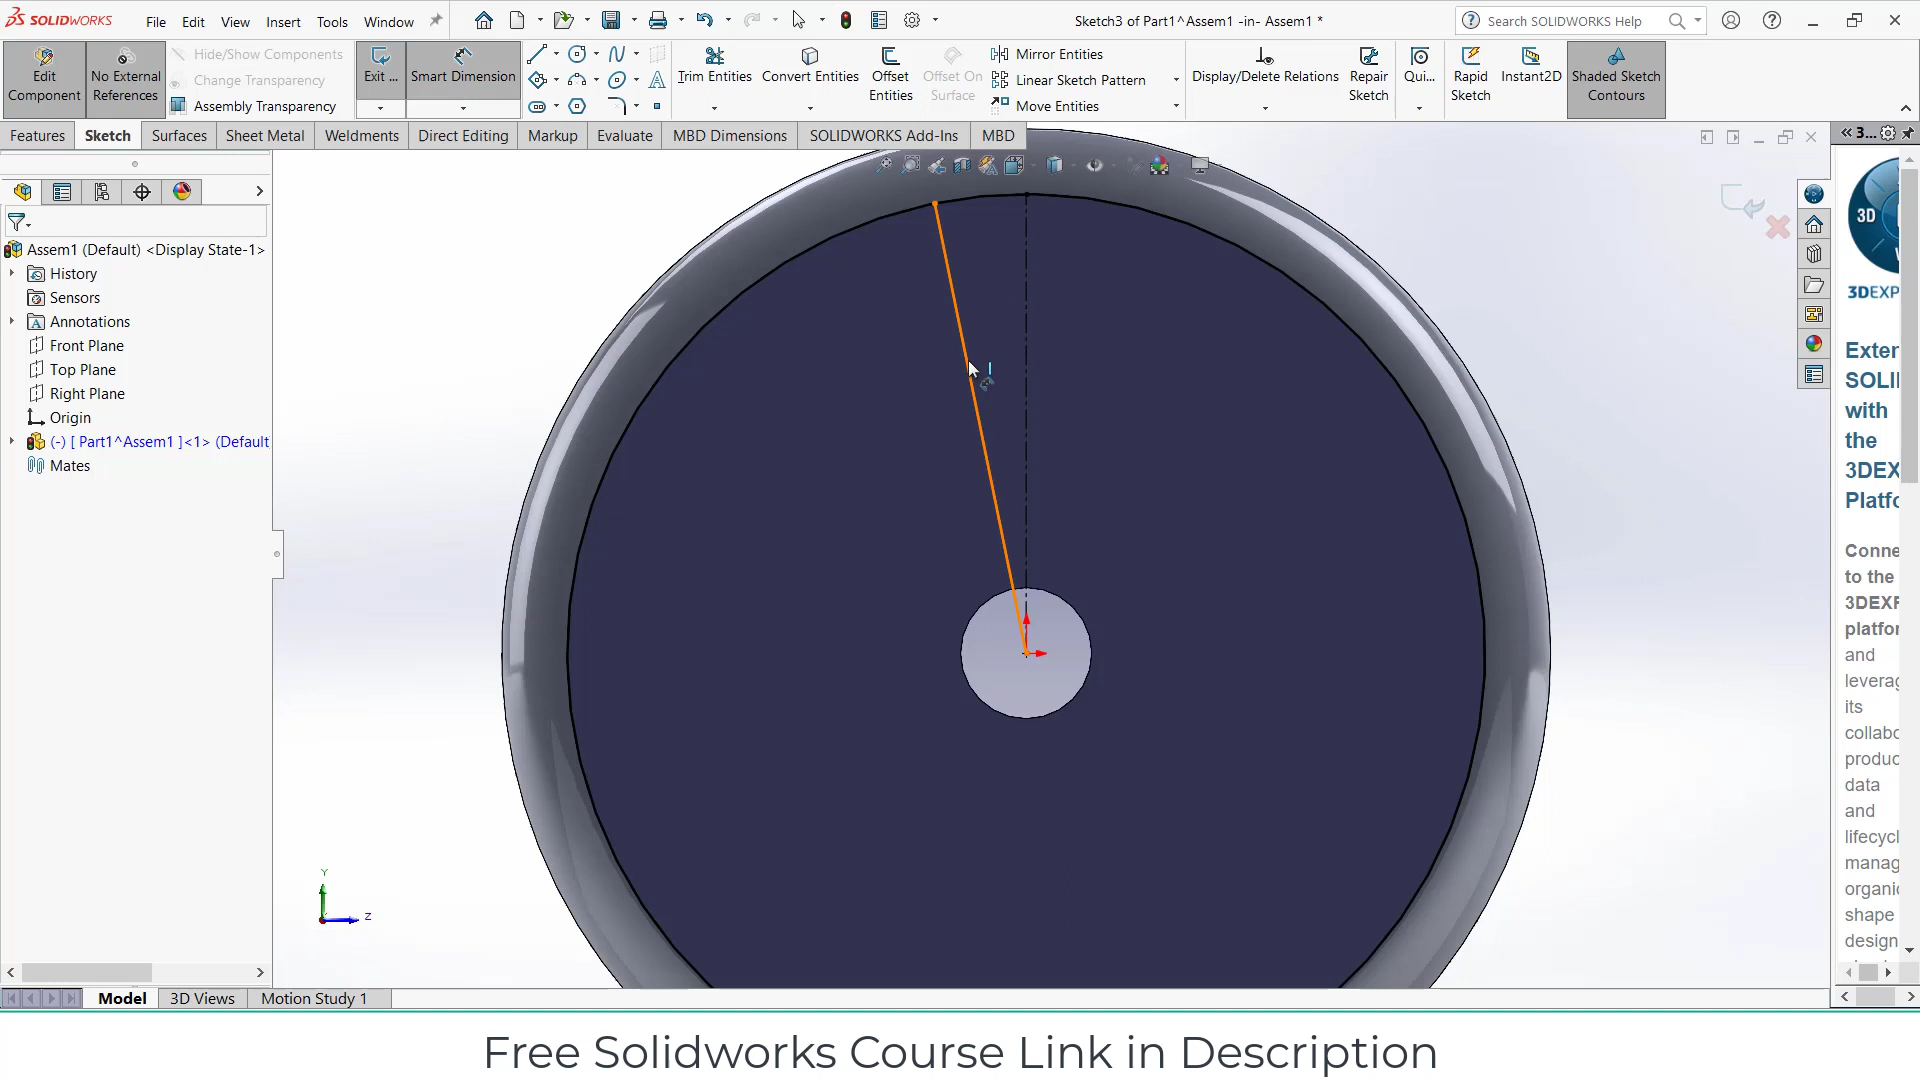 SOLIDWORKS File Edit View Insert Tools Window
Sketch3 of Part1^Assem1 -in- Assem1 *
Search SOLIDWORKS Help
Edit Component
No External References
Hide/Show Components
Change Transparency
Assembly Transparency
Exit ...
Smart Dimension
Trim Entities
Convert Entities
Offset Entities
Offset On Surface
Mirror Entities
Linear Sketch Pattern
Move Entities
Display/Delete Relations
Repair Sketch
Qui...
Rapid Sketch
Instant2D
Shaded Sketch Contours
Features Sketch Surfaces Sheet Metal Weldments Direct Editing Markup Evaluate MBD Dimensions SOLIDWORKS Add-Ins MBD
Assem1 (Default) <Display State-1>
History
Sensors
Annotations
Front Plane
Top Plane
Right Plane
Origin
(-) [ Part1^Assem1 ]<1> (Default
Mates
Y
Z
3...
3D
3DEXP
Exter
SOLI
with
the
3DEX
Platfo
Conne
to the
3DEXF
platfor
and
leverag
its
collabo
produc
data
and
lifecyc
manag
organi
shape
design
Model 3D Views Motion Study 1
Free Solidworks Course Link in Description